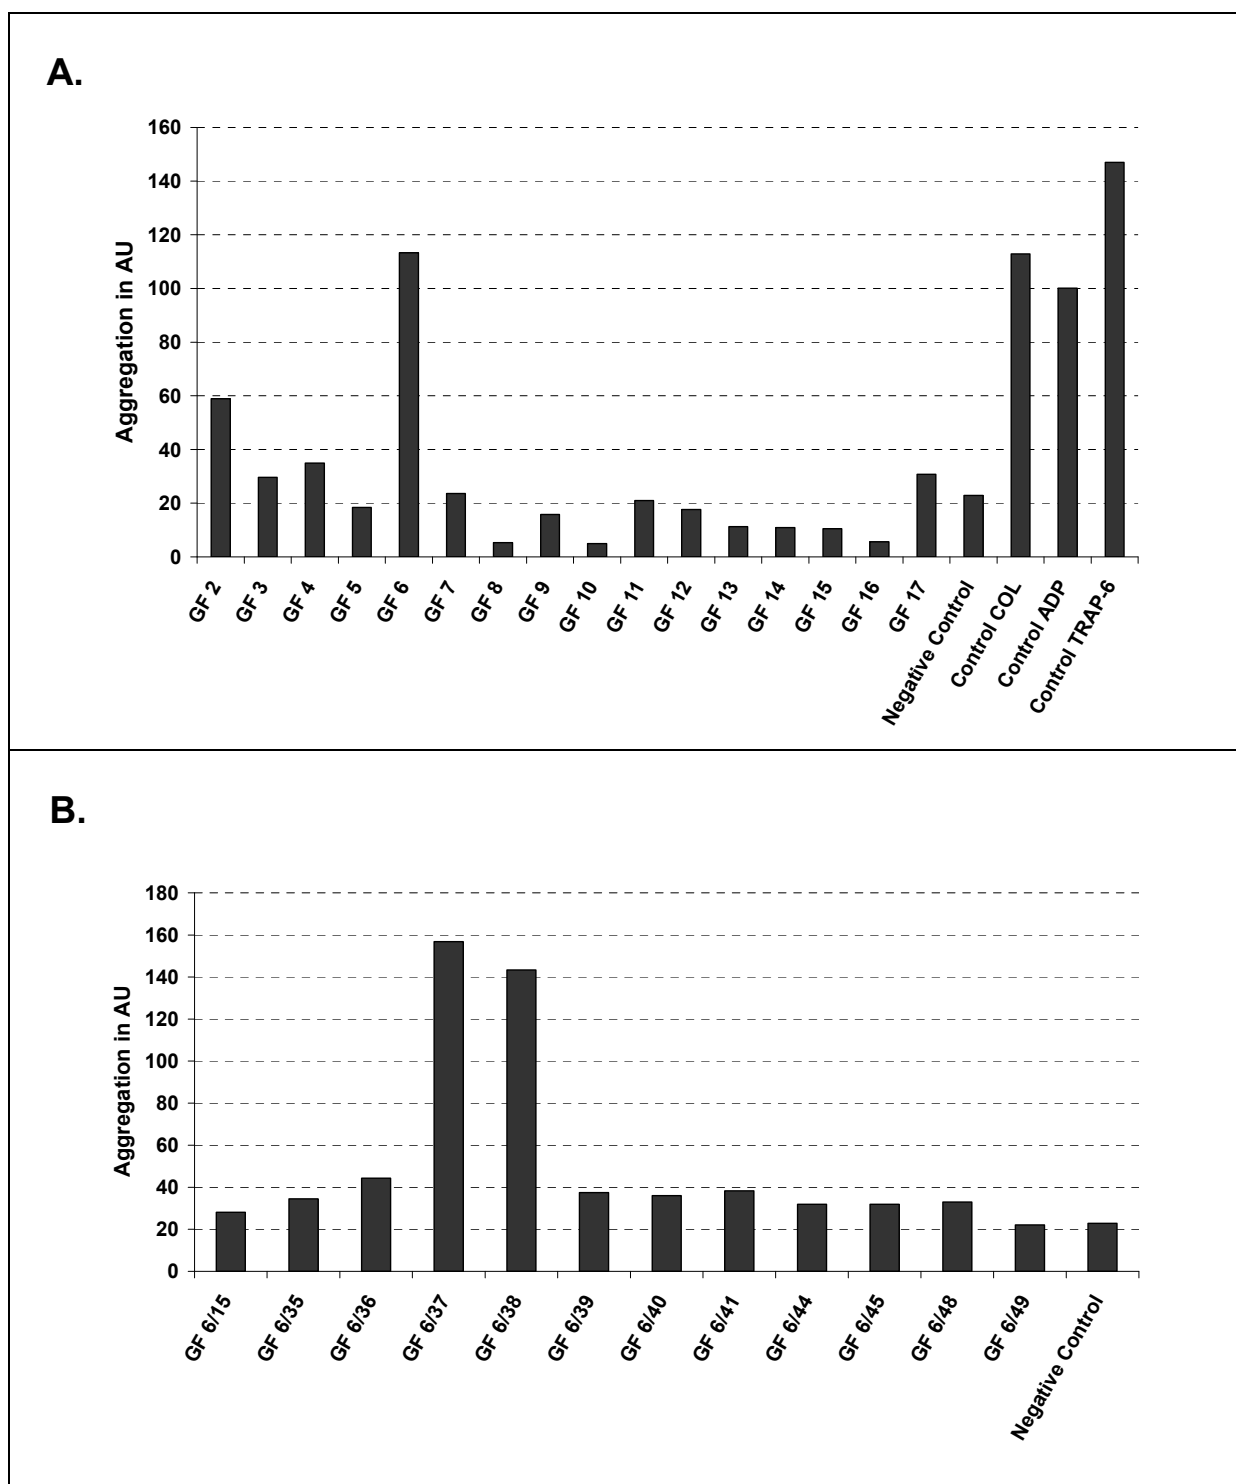 A.
160
140
120
100
80
60
40
20
0
Aggregation in AU
GF 2
GF 3
GF 4
GF 5
GF 6
GF 7
GF 8
GF 9
GF 10
GF 11
GF 12
GF 13
GF 14
GF 15
GF 16
GF 17
Negative Control
Control COL
Control ADP
Control TRAP-6
B.
180
160
140
120
100
80
60
40
20
0
Aggregation in AU
GF 6/15
GF 6/35
GF 6/36
GF 6/37
GF 6/38
GF 6/39
GF 6/40
GF 6/41
GF 6/44
GF 6/45
GF 6/48
GF 6/49
Negative Control